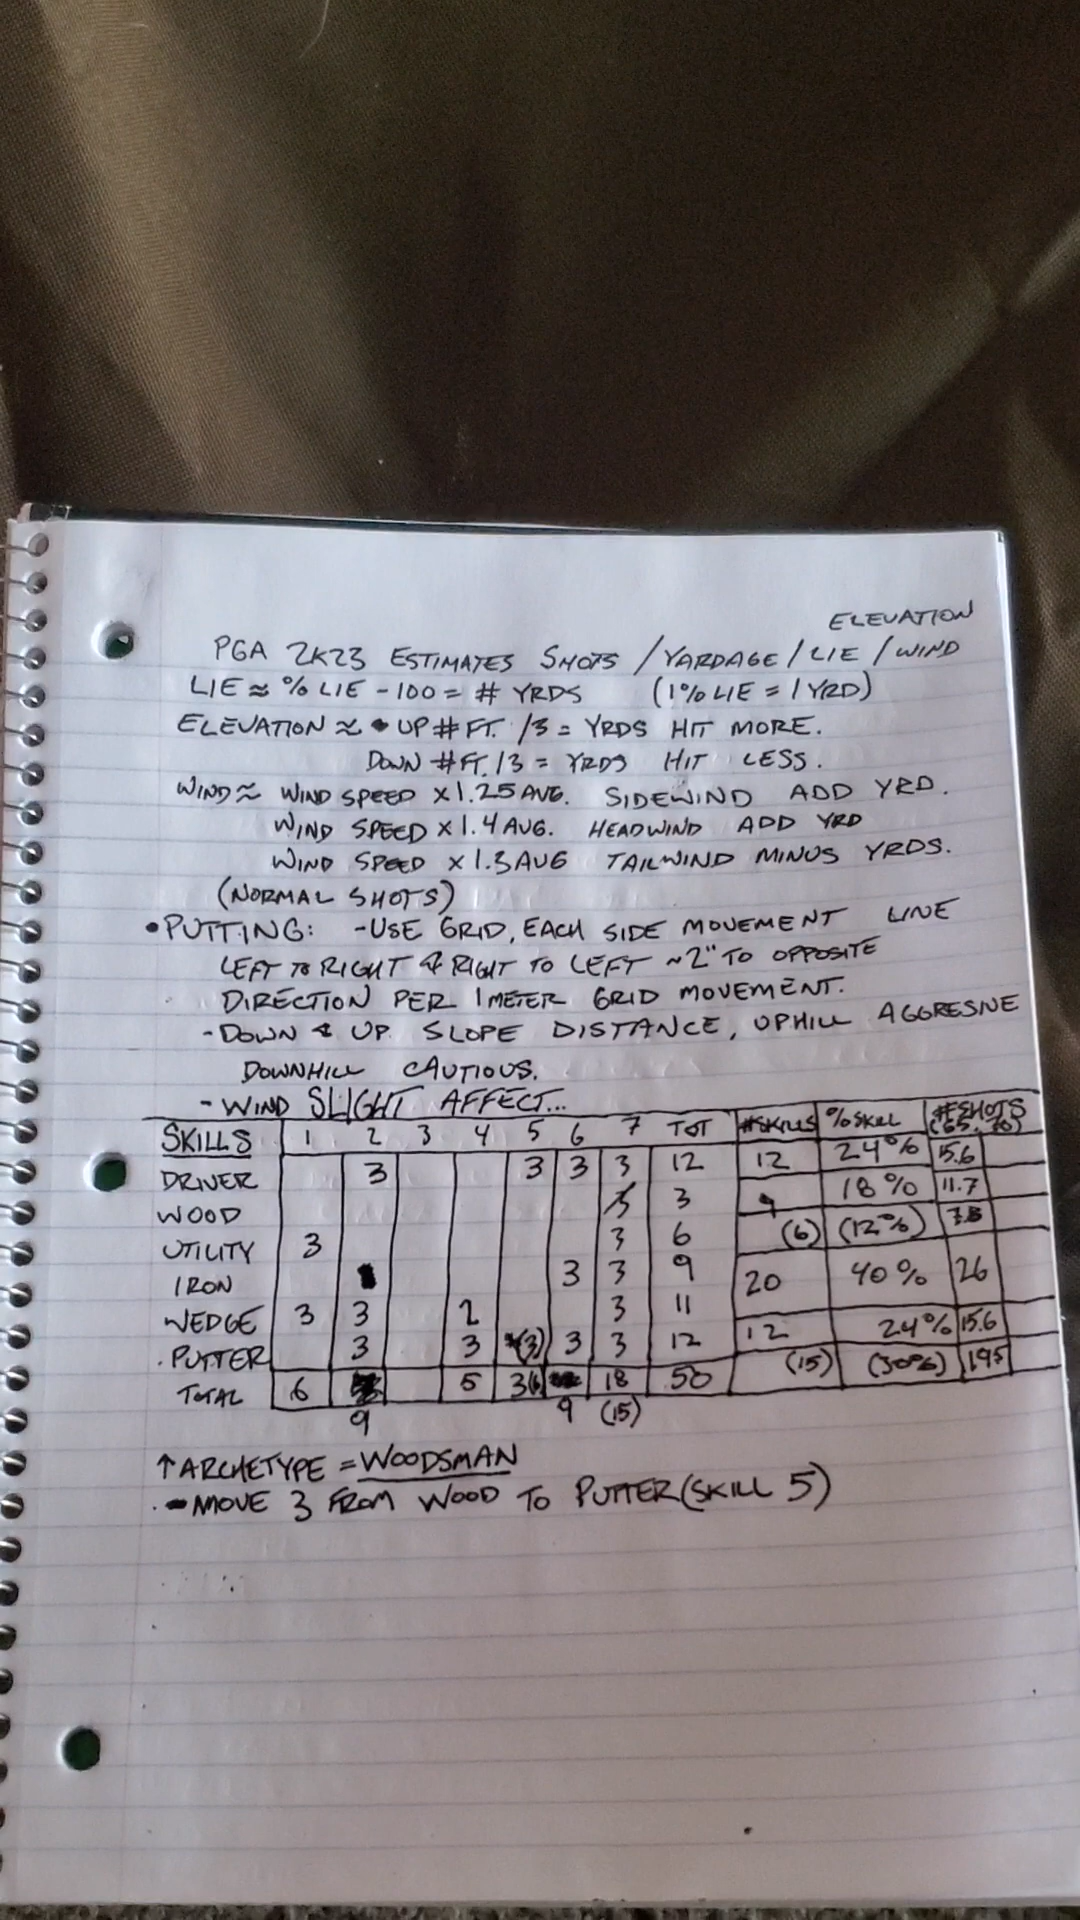 ELEVATION
PGA 2K23 ESTIMATES SHOTS / YARDAGE / LIE / WIND
LIE ≈ % LIE - 100 = # YRDS (1% LIE = 1 YRD)
ELEVATION ≈ UP # FT. /3 = YRDS HIT MORE.
DOWN # FT. /3 = YRDS HIT LESS.
WIND ≈ WIND SPEED X 1.25 AVG. SIDEWIND ADD YRD.
WIND SPEED X 1.4 AVG. HEADWIND ADD YRD
WIND SPEED X 1.3 AVG TAILWIND MINUS YRDS.
(NORMAL SHOTS)
• PUTTING: - USE GRID, EACH SIDE MOVEMENT LINE
LEFT TO RIGHT & RIGHT TO LEFT ~2" TO OPPOSITE
DIRECTION PER 1 METER GRID MOVEMENT.
- DOWN & UP SLOPE DISTANCE, UPHILL AGGRESIVE
DOWNHILL CAUTIOUS.
- WIND SLIGHT AFFECT...
SKILLS 1 2 3 4 5 6 7 TOT #SKILLS % SKILL #SHOTS
DRIVER 3 3 3 3 12 12 24% 15.6
WOOD 3 9 18% 11.7
UTILITY 3 3 6 (6) (12%) 7.8
IRON 3 3 9 20 40% 26
WEDGE 3 3 2 3 11
PUTTER 3 3 (3) 3 3 12 12 24% 15.6
(15) (30%) 19.5
TOTAL 6 5 18 50
9 9 (15)
↑ ARCHETYPE = WOODSMAN
- MOVE 3 FROM WOOD TO PUTTER (SKILL 5)